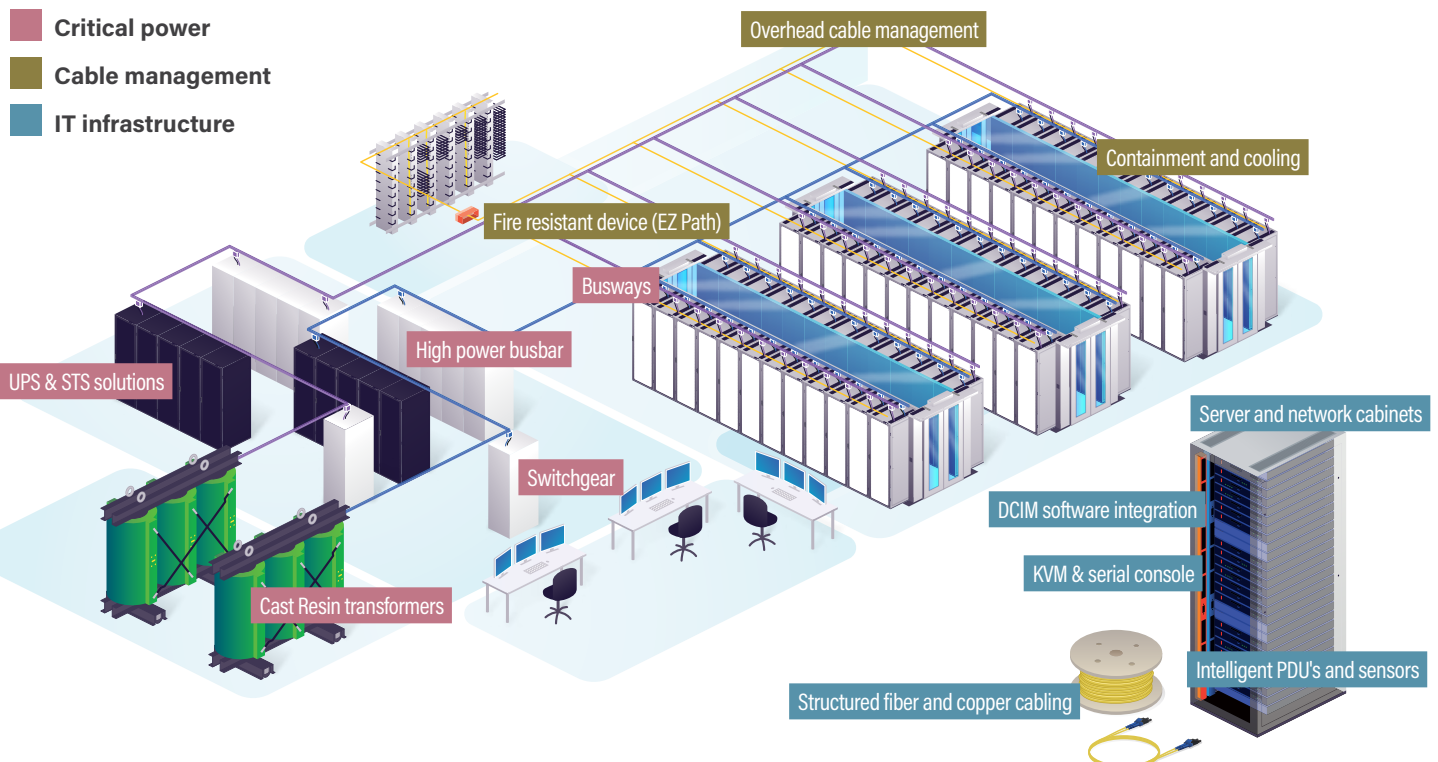 Critical power
Cable management
IT infrastructure
Overhead cable management
Containment and cooling
Fire resistant device (EZ Path)
Busways
High power busbar
UPS & STS solutions
Server and network cabinets
Switchgear
DCIM software integration
KVM & serial console
Cast Resin transformers
Intelligent PDU's and sensors
Structured fiber and copper cabling